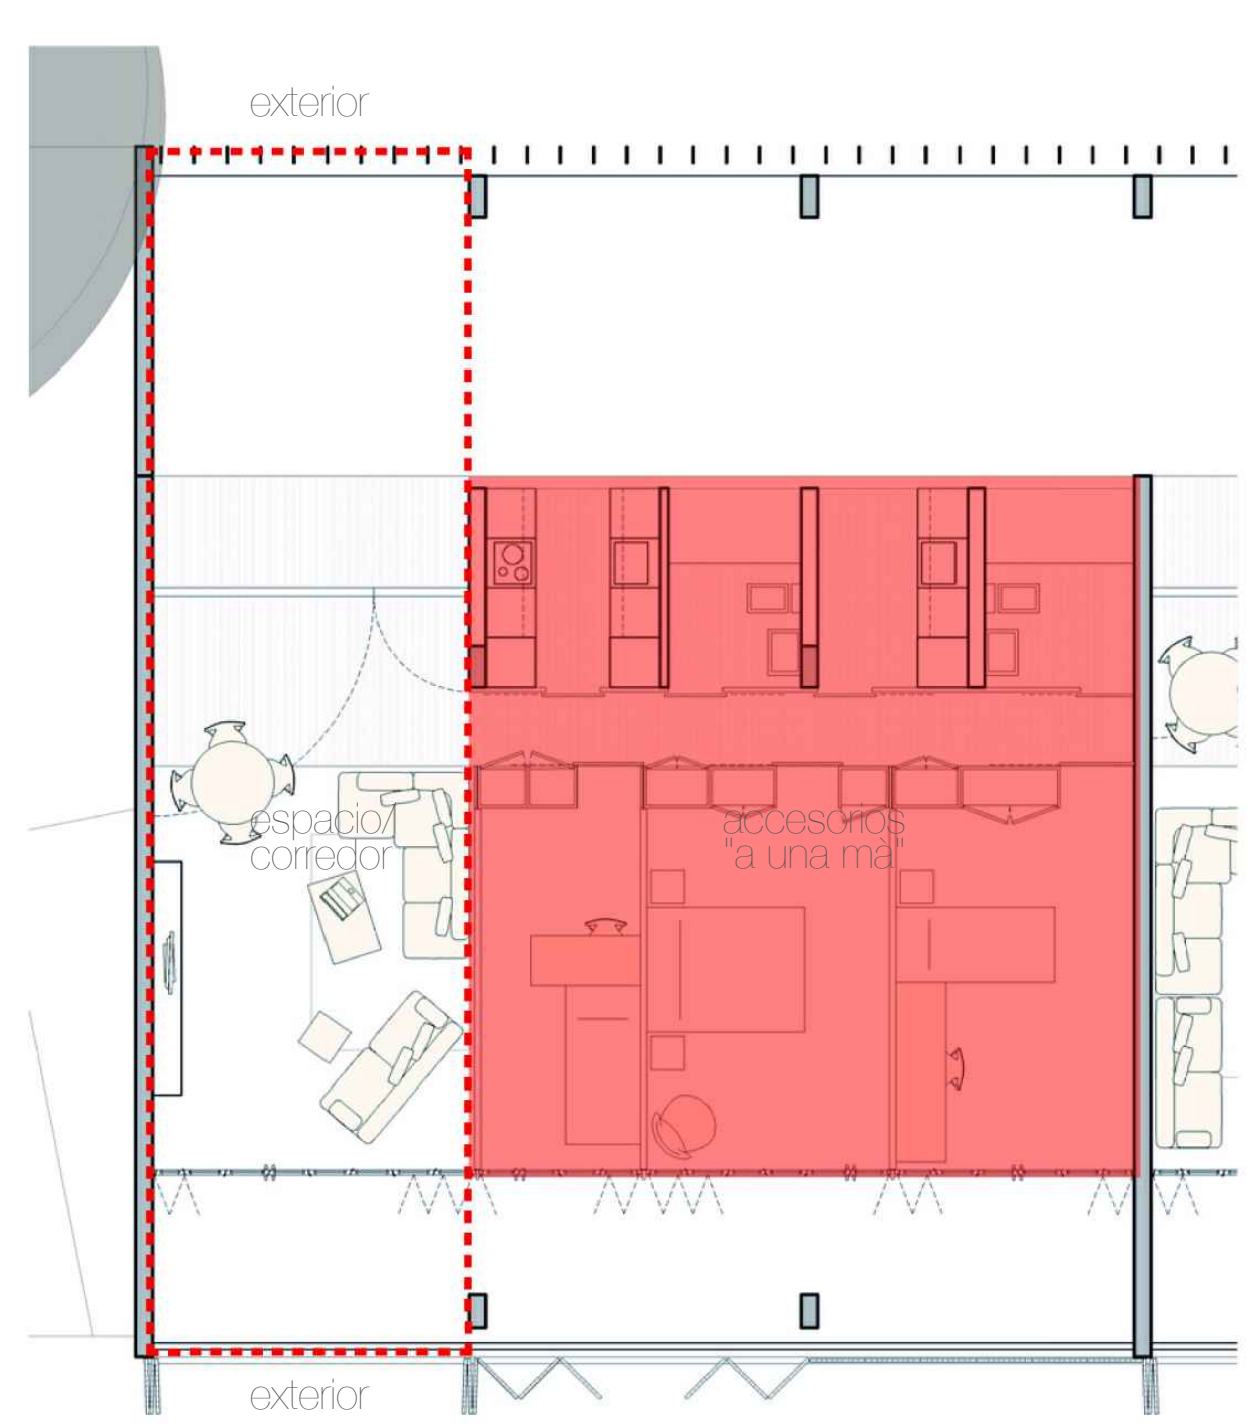 exterior
espacio/
corredor
accesorios
"a una mà"
exterior